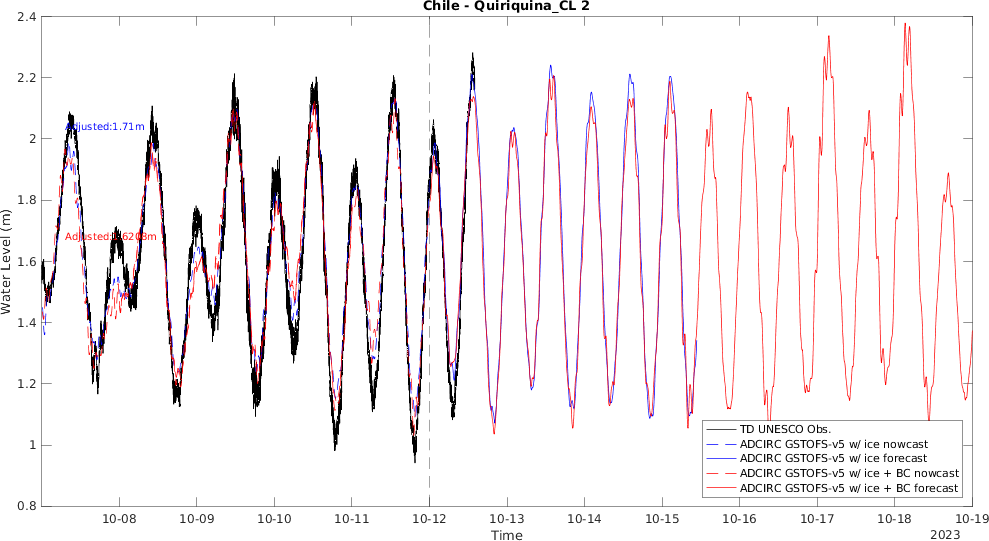 Chile - Quiriquina_CL 2
Water Level (m)
2.4
2.2
2
1.8
1.6
1.4
1.2
1
0.8
Adjusted:1.71m
TD UNESCO Obs.
ADCIRC GSTOFS-v5 w/ ice nowcast
ADCIRC GSTOFS-v5 w/ ice forecast
ADCIRC GSTOFS-v5 w/ ice + BC nowcast
ADCIRC GSTOFS-v5 w/ ice + BC forecast
10-08 10-09 10-10 10-11 10-12 10-13 10-14 10-15 10-16 10-17 10-18 10-19
Time
2023